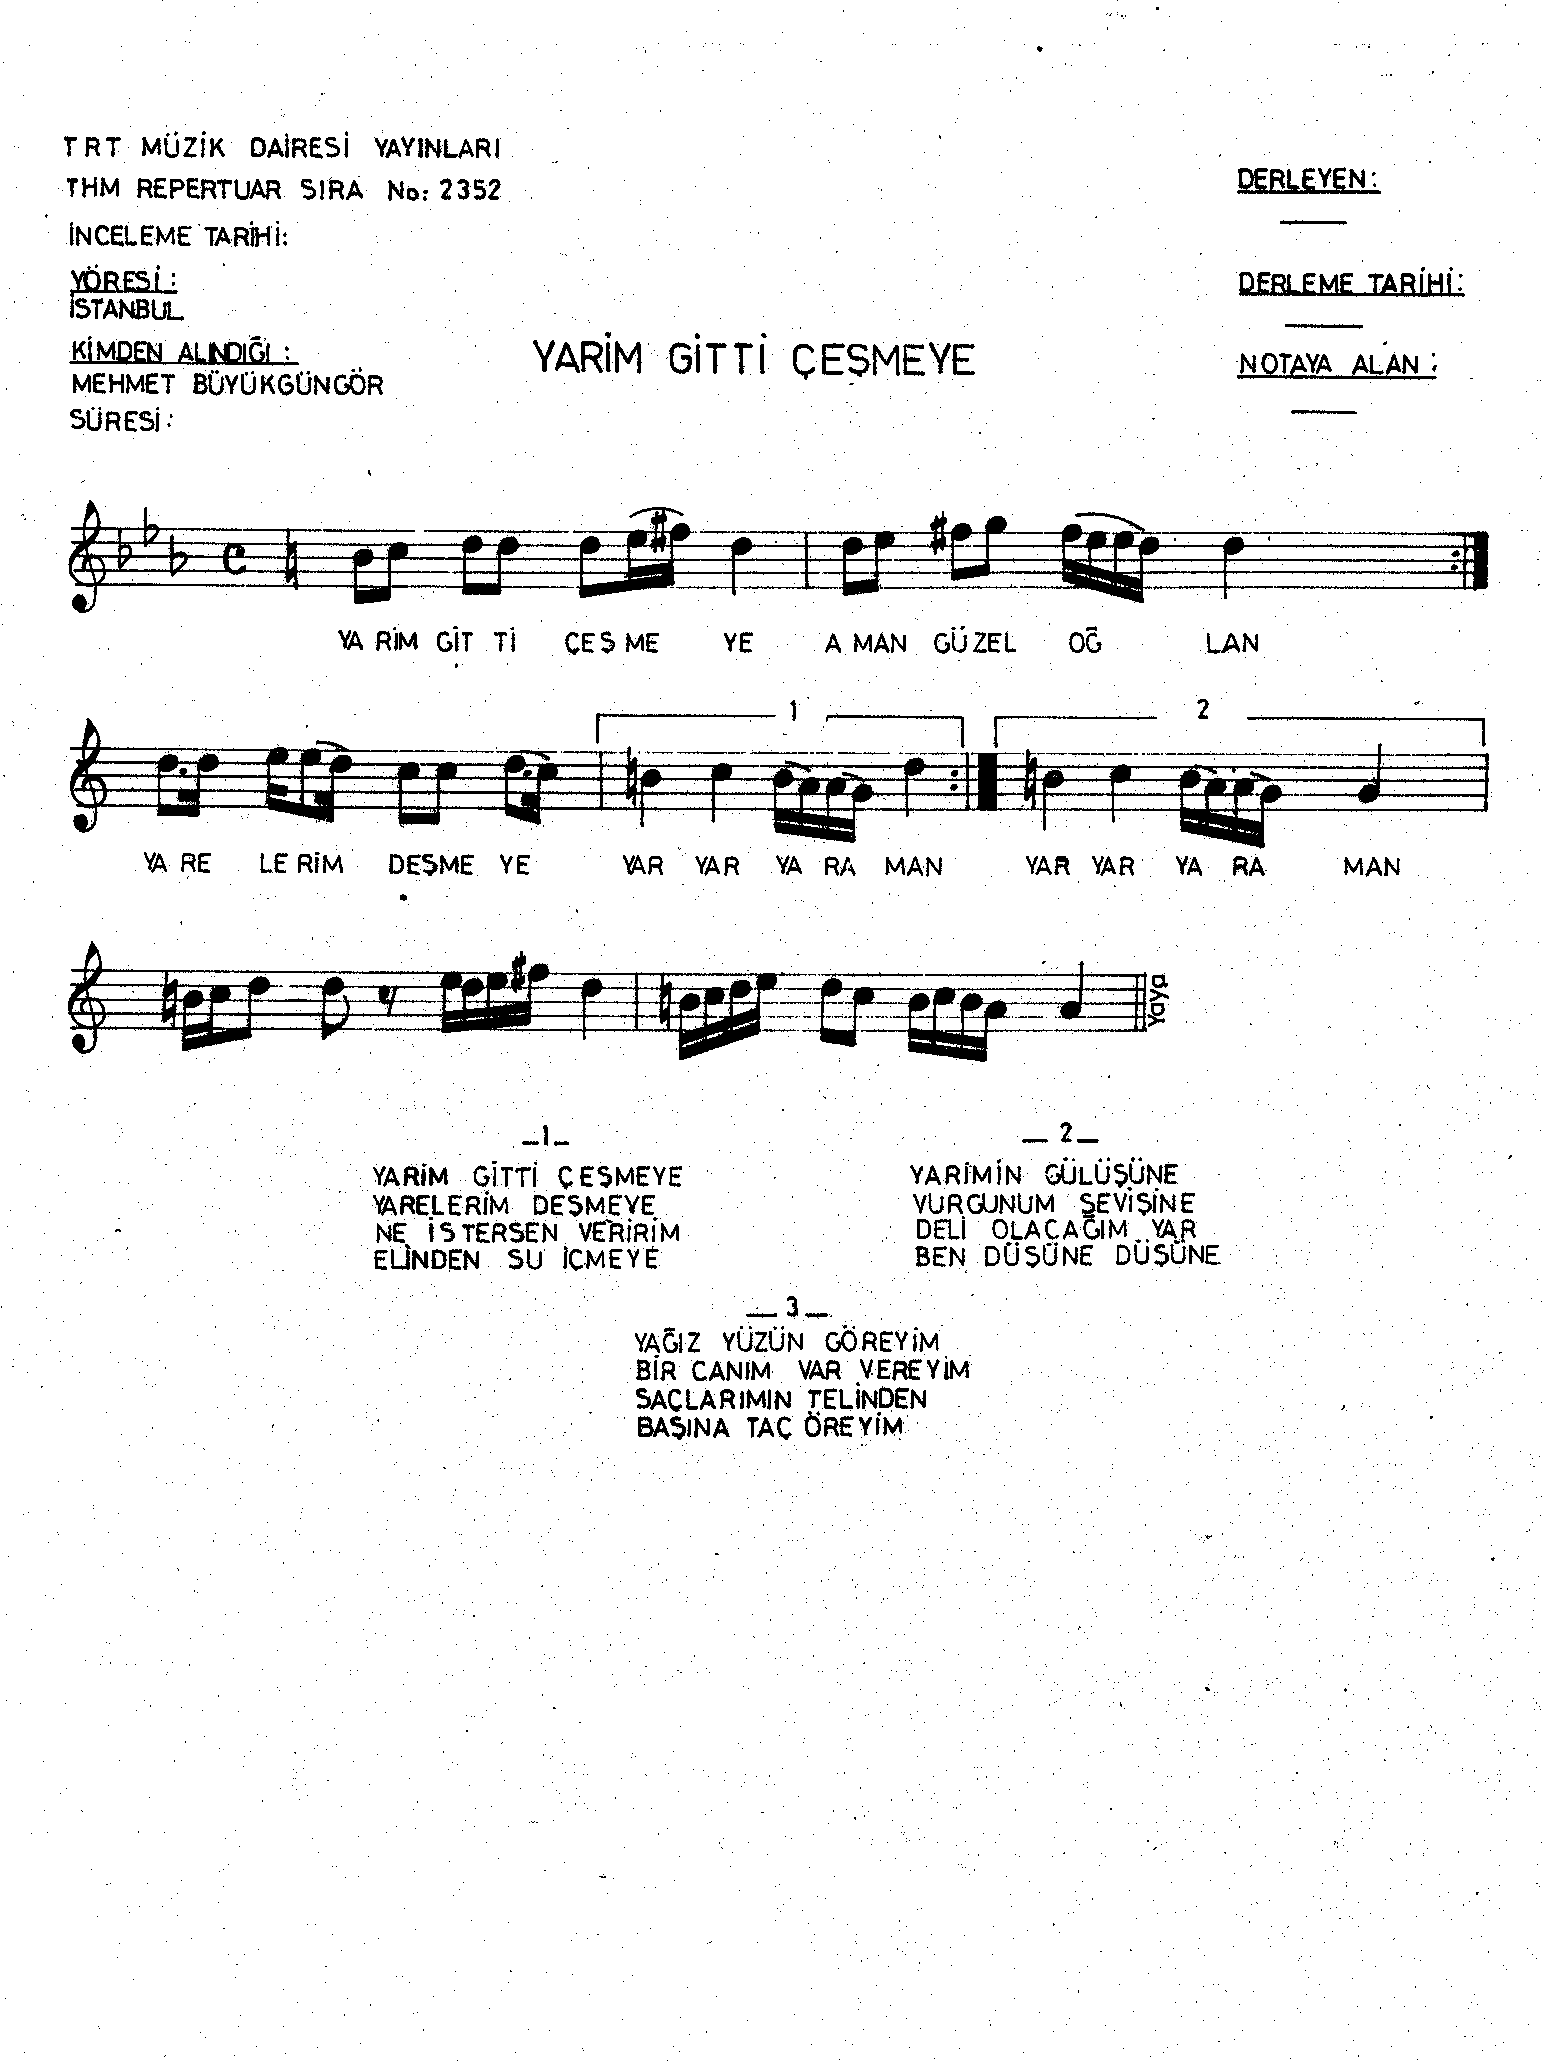 TRT MÜZİK DAİRESİ YAYINLARI
THM REPERTUAR SIRA No: 2352
İNCELEME TARİHİ:
YÖRESİ:
İSTANBUL
KİMDEN ALINDIĞI:
MEHMET BÜYÜKGÜNGÖR
SÜRESİ:
DERLEYEN:
DERLEME TARİHİ:
NOTAYA ALAN:
YARİM GİTTİ ÇEŞMEYE
YA RİM GİT Tİ ÇEŞ ME YE A MAN GÜ ZEL OĞ LAN
1 2
YA RE LE RİM DEŞME YE YAR YAR YA RA MAN YAR YAR YA RA MAN
Yaya
_1_
YARİM GİTTİ ÇEŞMEYE
YARELERİM DEŞMEYE
NE İSTERSEN VERİRİM
ELİNDEN SU İÇMEYE
_2_
YARİMİN GÜLÜŞÜNE
VURGUNUM SEVİŞİNE
DELİ OLACAĞIM YAR
BEN DÜŞÜNE DÜŞÜNE
_3_
YAĞIZ YÜZÜN GÖREYİM
BİR CANIM VAR VEREYİM
SAÇLARIMIN TELİNDEN
BAŞINA TAÇ ÖREYİM